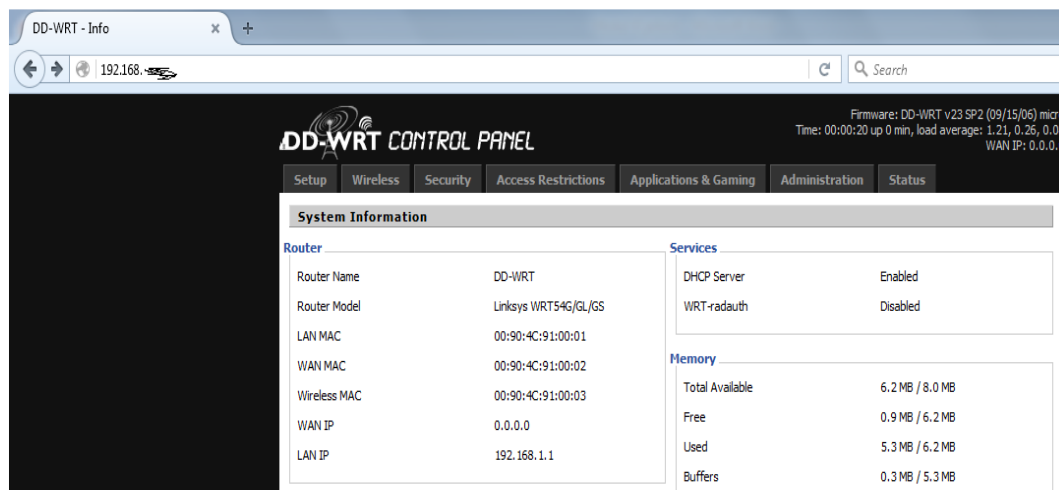 DD-WRT - Info
192.168.
Search
DD-WRT CONTROL PANEL
Firmware: DD-WRT v23 SP2 (09/15/06) micr
Time: 00:00:20 up 0 min, load average: 1.21, 0.26, 0.0
WAN IP: 0.0.0.
Setup Wireless Security Access Restrictions Applications & Gaming Administration Status
System Information
Router
Router Name DD-WRT
Router Model Linksys WRT54G/GL/GS
LAN MAC 00:90:4C:91:00:01
WAN MAC 00:90:4C:91:00:02
Wireless MAC 00:90:4C:91:00:03
WAN IP 0.0.0.0
LAN IP 192.168.1.1
Services
DHCP Server Enabled
WRT-radauth Disabled
Memory
Total Available 6.2 MB / 8.0 MB
Free 0.9 MB / 6.2 MB
Used 5.3 MB / 6.2 MB
Buffers 0.3 MB / 5.3 MB